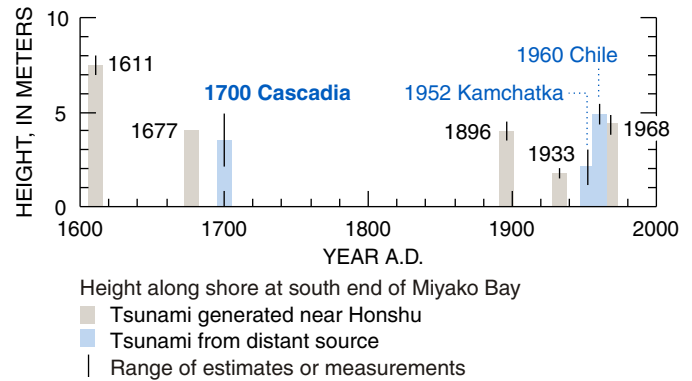 HEIGHT, IN METERS
10
5
0
1611
1677
1700 Cascadia
1896
1933
1952 Kamchatka
1960 Chile
1968
1600
1700
1800
1900
2000
YEAR A.D.
Height along shore at south end of Miyako Bay
Tsunami generated near Honshu
Tsunami from distant source
Range of estimates or measurements